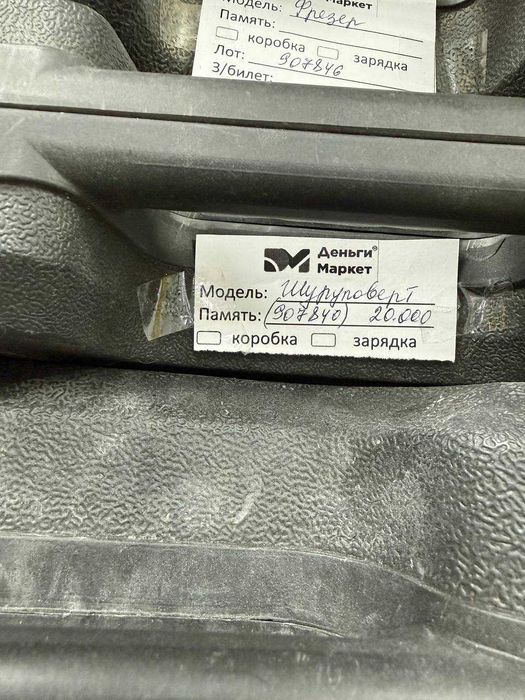 Маркет
Модель: Фрезер
Память:
коробка зарядка
Лот: 907846
З/билет:
Деньги®
Маркет
Модель: Шуруповерт
Память: (907840) 20.000
коробка зарядка